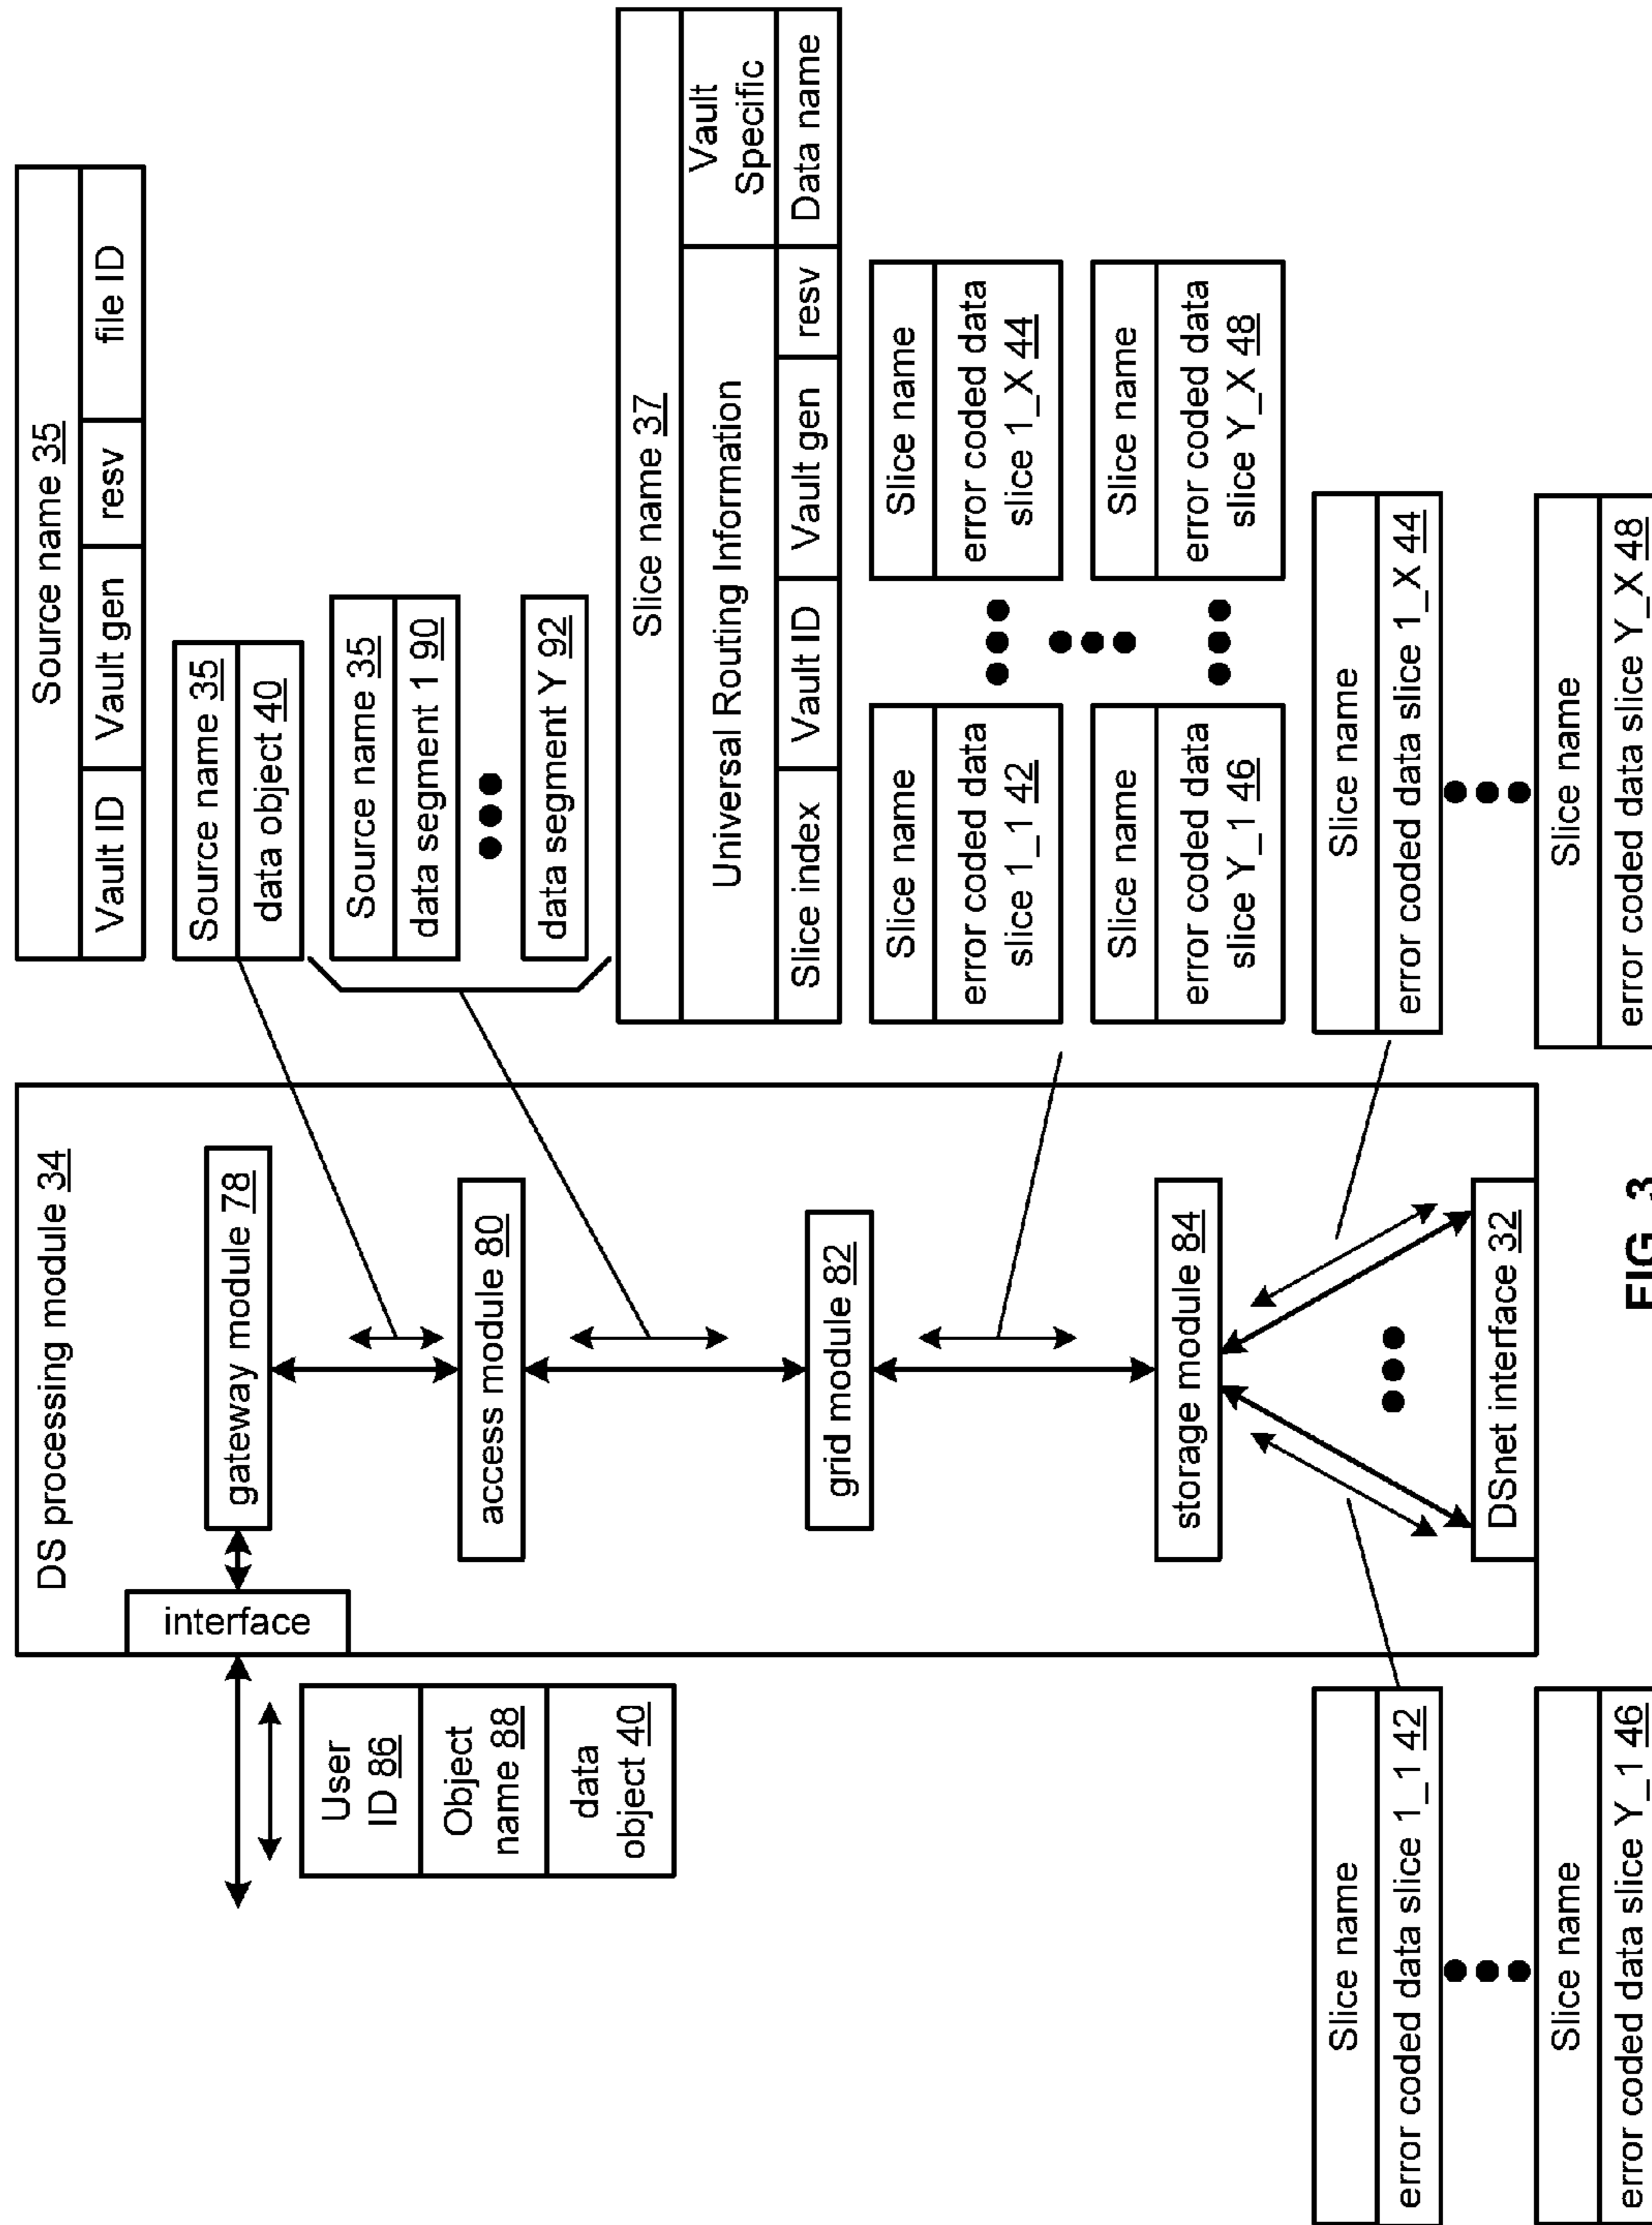 DS processing module 34
interface
gateway module 78
access module 80
grid module 82
storage module 84
DSnet interface 32
User
ID 86
Object
name 88
data
object 40
Source name 35
Vault ID
Vault gen
resv
file ID
Source name 35
data object 40
Source name 35
data segment 1 90
data segment Y 92
Slice name 37
Universal Routing Information
Vault
Specific
Slice index
Vault ID
Vault gen
resv
Data name
Slice name
error coded data
slice 1_1 42
Slice name
error coded data
slice 1_X 44
Slice name
error coded data
slice Y_1 46
Slice name
error coded data
slice Y_X 48
Slice name
error coded data slice 1_1 42
Slice name
error coded data slice Y_1 46
Slice name
error coded data slice 1_X 44
Slice name
error coded data slice Y_X 48
FIG. 3